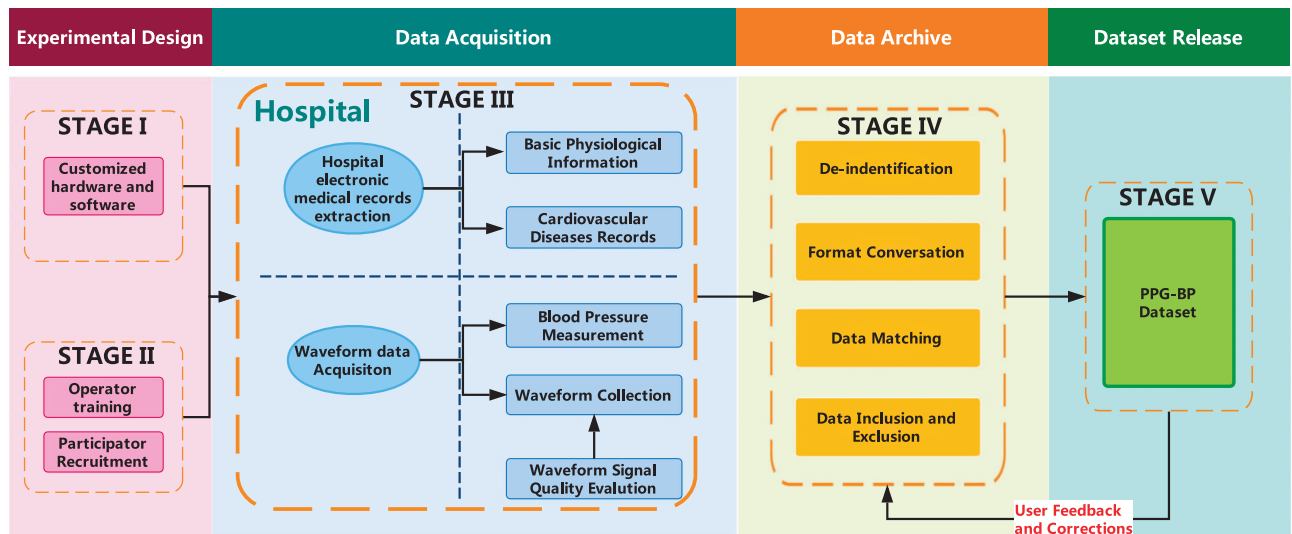 Experimental Design
Data Acquisition
Data Archive
Dataset Release
STAGE I
Customized
hardware and
software
STAGE II
Operator
training
Participator
Recruitment
Hospital
STAGE III
Hospital
electronic
medical records
extraction
Basic Physiological
Information
Cardiovascular
Diseases Records
Waveform data
Acquisiton
Blood Pressure
Measurement
Waveform Collection
Waveform Signal
Quality Evalution
STAGE IV
De-indentification
Format Conversation
Data Matching
Data Inclusion and
Exclusion
STAGE V
PPG-BP
Dataset
User Feedback
and Corrections